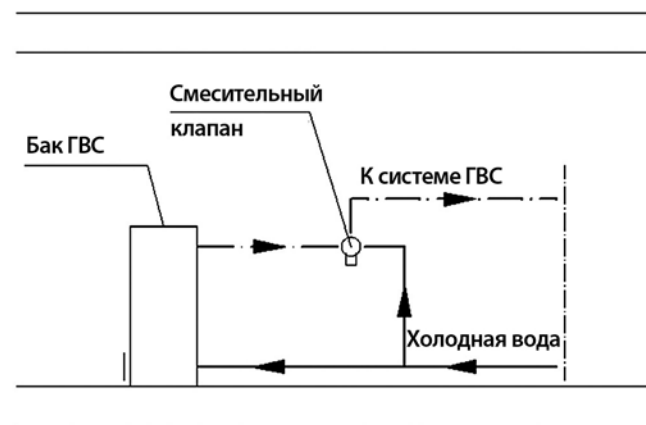 Смесительный
клапан
Бак ГВС
К системе ГВС
Холодная вода